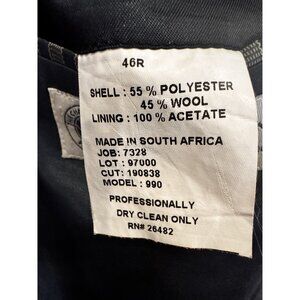 46R
SHELL : 55 % POLYESTER
45 % WOOL
LINING : 100 % ACETATE
MADE IN SOUTH AFRICA
JOB: 7328
LOT : 97000
CUT: 190838
MODEL : 990
PROFESSIONALLY
DRY CLEAN ONLY
RN# 26482